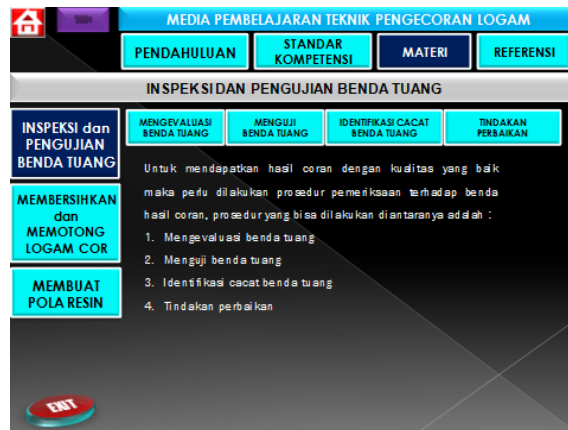 MEDIA PEMBELAJARAN TEKNIK PENGECORAN LOGAM
PENDAHULUAN
STANDAR
KOMPETENSI
MATERI
REFERENSI
INSPEKSI DAN PENGUJIAN BENDA TUANG
INSPEKSI dan
PENGUJIAN
BENDA TUANG
MEMBERSIHKAN
dan
MEMOTONG
LOGAM COR
MEMBUAT
POLA RESIN
MENGEVALUASI
BENDA TUANG
MENGUJI
BENDA TUANG
IDENTIFIKASI CACAT
BENDA TUANG
TINDAKAN
PERBAIKAN
Untuk mendapatkan hasil coran dengan kualitas yang baik
maka perlu dilakukan prosedur pemeriksaan terhadap benda
hasil coran, prosedur yang bisa dilakukan diantaranya adalah :
1. Mengevaluasi benda tuang
2. Menguji benda tuang
3. Identifikasi cacat benda tuang
4. Tindakan perbaikan
EXIT